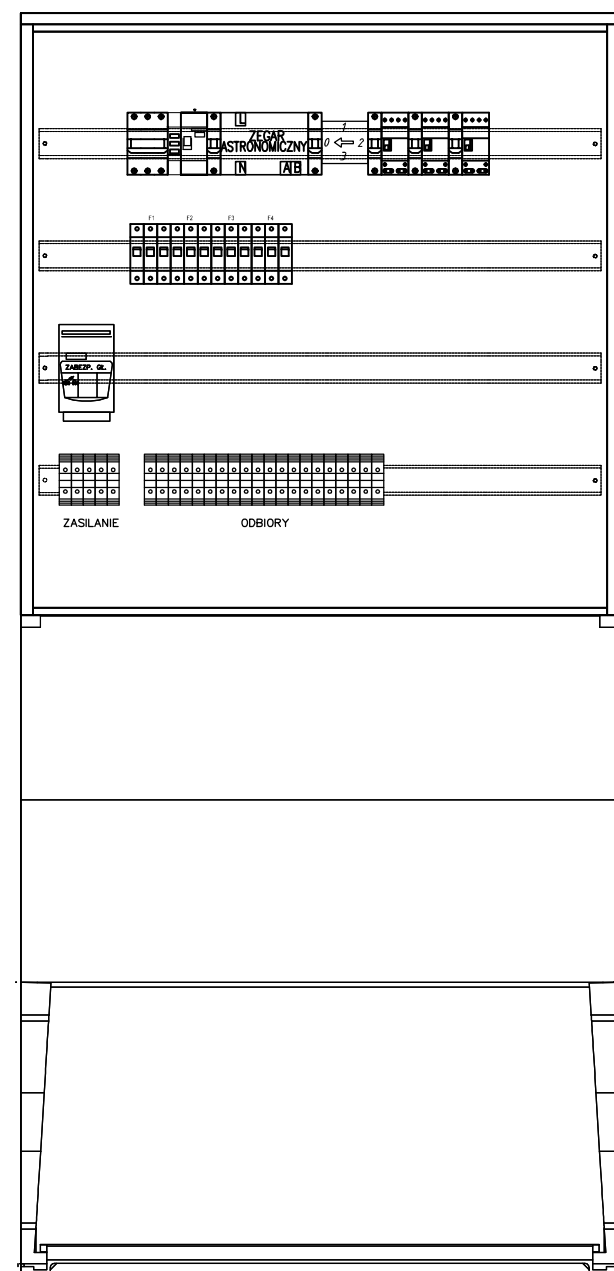 L
ZEGAR
ASTRONOMICZNY
N A B
1
0 2
3
F1 F2 F3 F4
ZABEZP. GŁ.
ZASILANIE ODBIORY